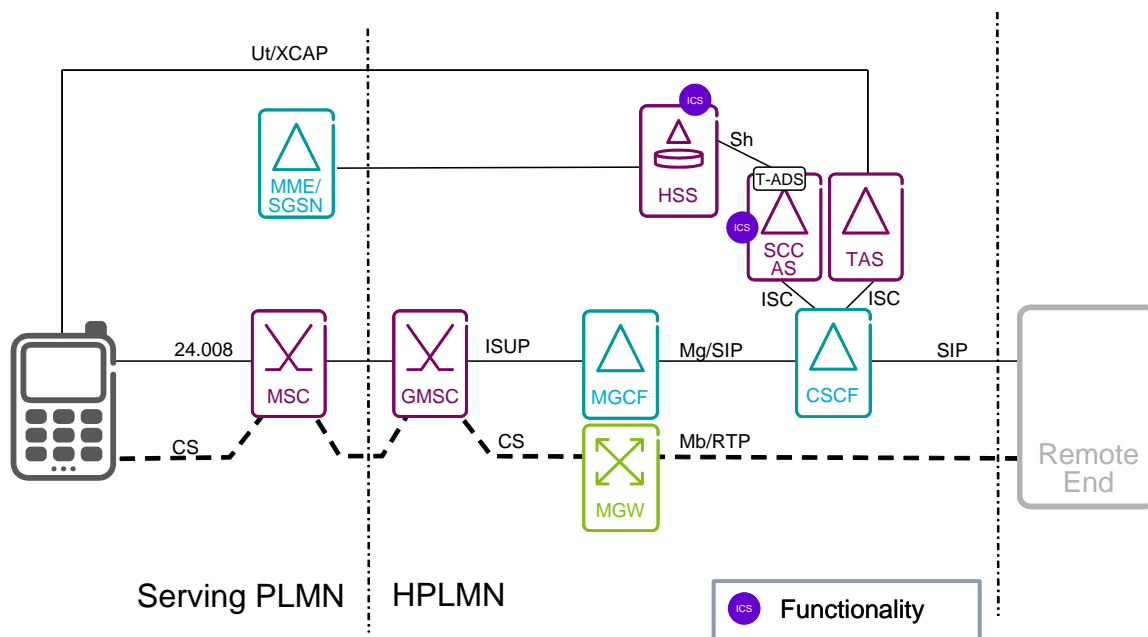 Ut/XCAP
ICS
Sh
MME/
SGSN
HSS
T-ADS
ICS
SCC
AS
TAS
ISC
ISC
24.008
MSC
GMSC
ISUP
MGCF
Mg/SIP
CSCF
SIP
CS
CS
Mb/RTP
MGW
Remote
End
Serving PLMN
HPLMN
ICS
Functionality